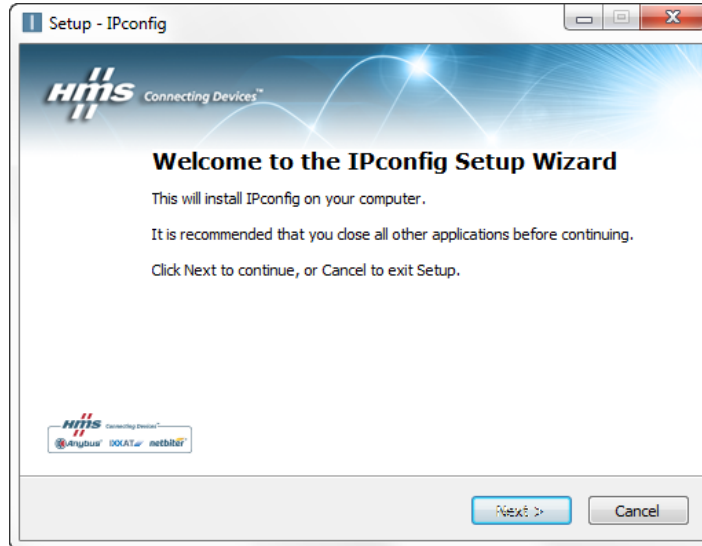 Setup - IPconfig
HMS Connecting Devices™
Welcome to the IPconfig Setup Wizard
This will install IPconfig on your computer.
It is recommended that you close all other applications before continuing.
Click Next to continue, or Cancel to exit Setup.
HMS Connecting Devices™
Anybus® IXXAT® netbiter®
Next > Cancel